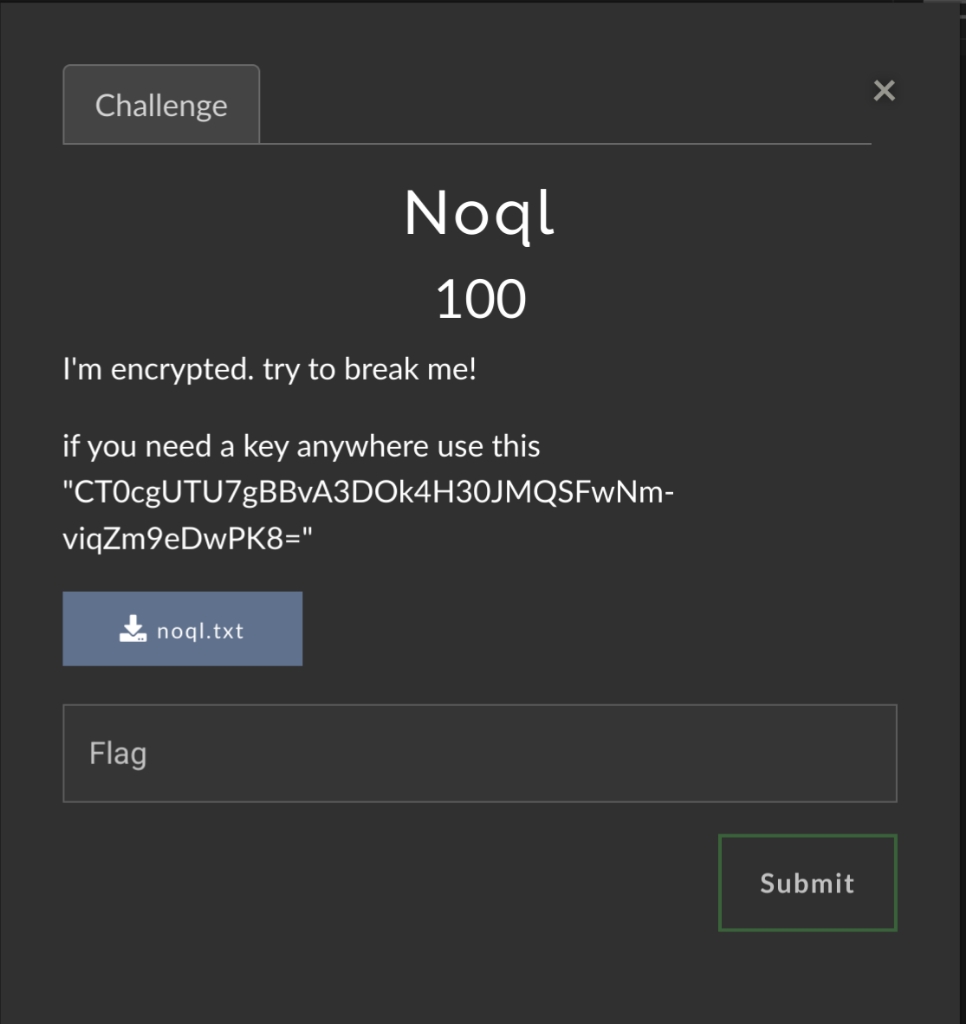 Challenge
×
Noql
100
I'm encrypted. try to break me!
if you need a key anywhere use this
"CT0cgUTU7gBBvA3DOk4H30JMQSFwNm-
viqZm9eDwPK8="
noql.txt
Flag
Submit